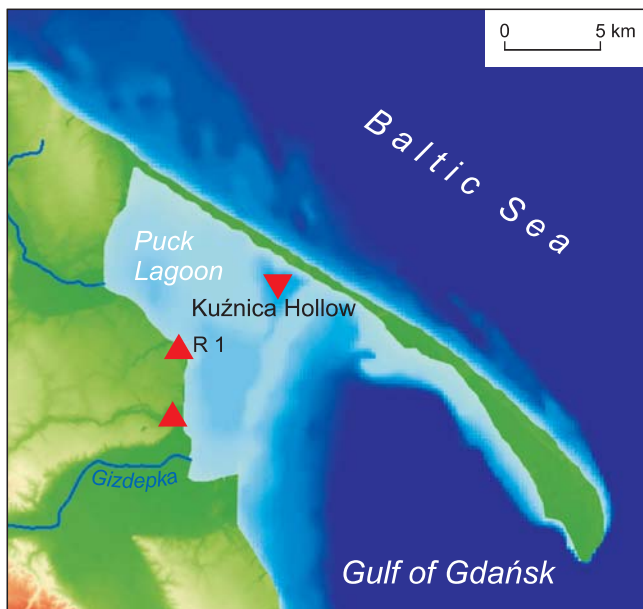 0 5 km
Baltic Sea
Puck
Lagoon
Kuźnica Hollow
R 1
Gizdepka
Gulf of Gdańsk